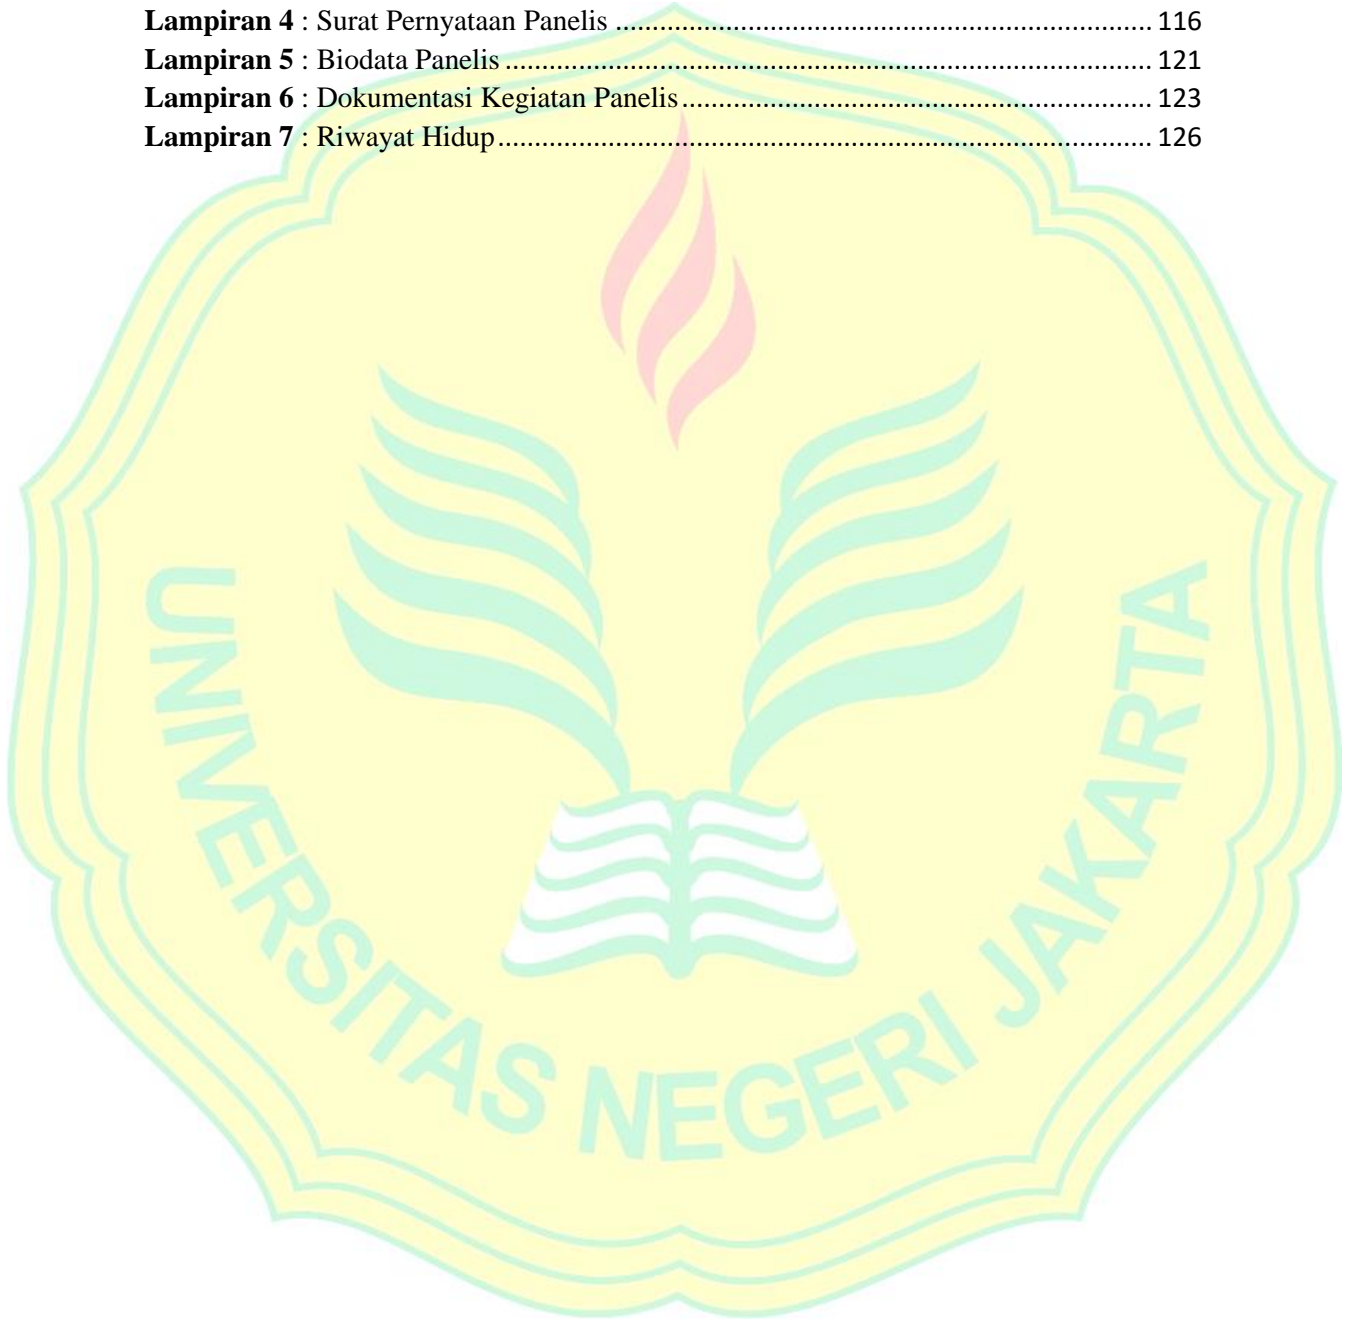 Lampiran 4 : Surat Pernyataan Panelis .......................................................................... 116
Lampiran 5 : Biodata Panelis ......................................................................................... 121
Lampiran 6 : Dokumentasi Kegiatan Panelis ................................................................. 123
Lampiran 7 : Riwayat Hidup .......................................................................................... 126
UNIVERSITAS NEGERI JAKARTA